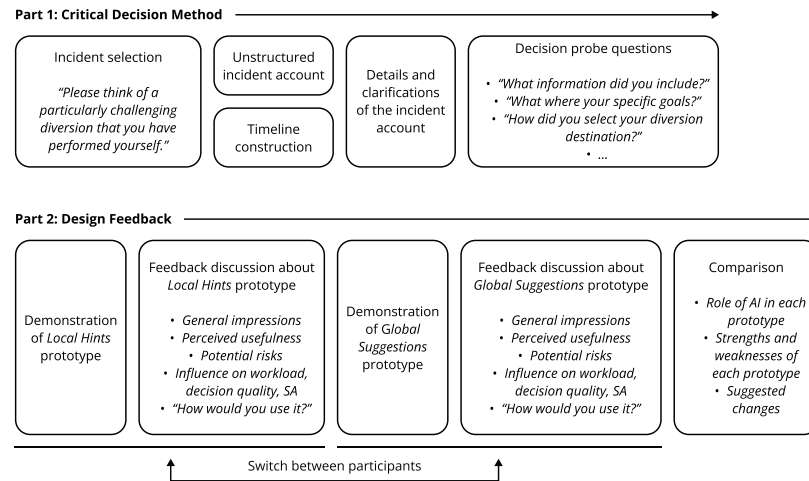 Part 1: Critical Decision Method
Incident selection
“Please think of a
particularly challenging
diversion that you have
performed yourself.”
Unstructured
incident account
Timeline
construction
Details and
clarifications
of the incident
account
Decision probe questions
• “What information did you include?”
• “What where your specific goals?”
• “How did you select your diversion
destination?”
• ...
Part 2: Design Feedback
Demonstration
of Local Hints
prototype
Feedback discussion about
Local Hints prototype
• General impressions
• Perceived usefulness
• Potential risks
• Influence on workload,
decision quality, SA
• “How would you use it?”
Demonstration
of Global
Suggestions
prototype
Feedback discussion about
Global Suggestions prototype
• General impressions
• Perceived usefulness
• Potential risks
• Influence on workload,
decision quality, SA
• “How would you use it?”
Comparison
• Role of AI in each
prototype
• Strengths and
weaknesses of
each prototype
• Suggested
changes
Switch between participants